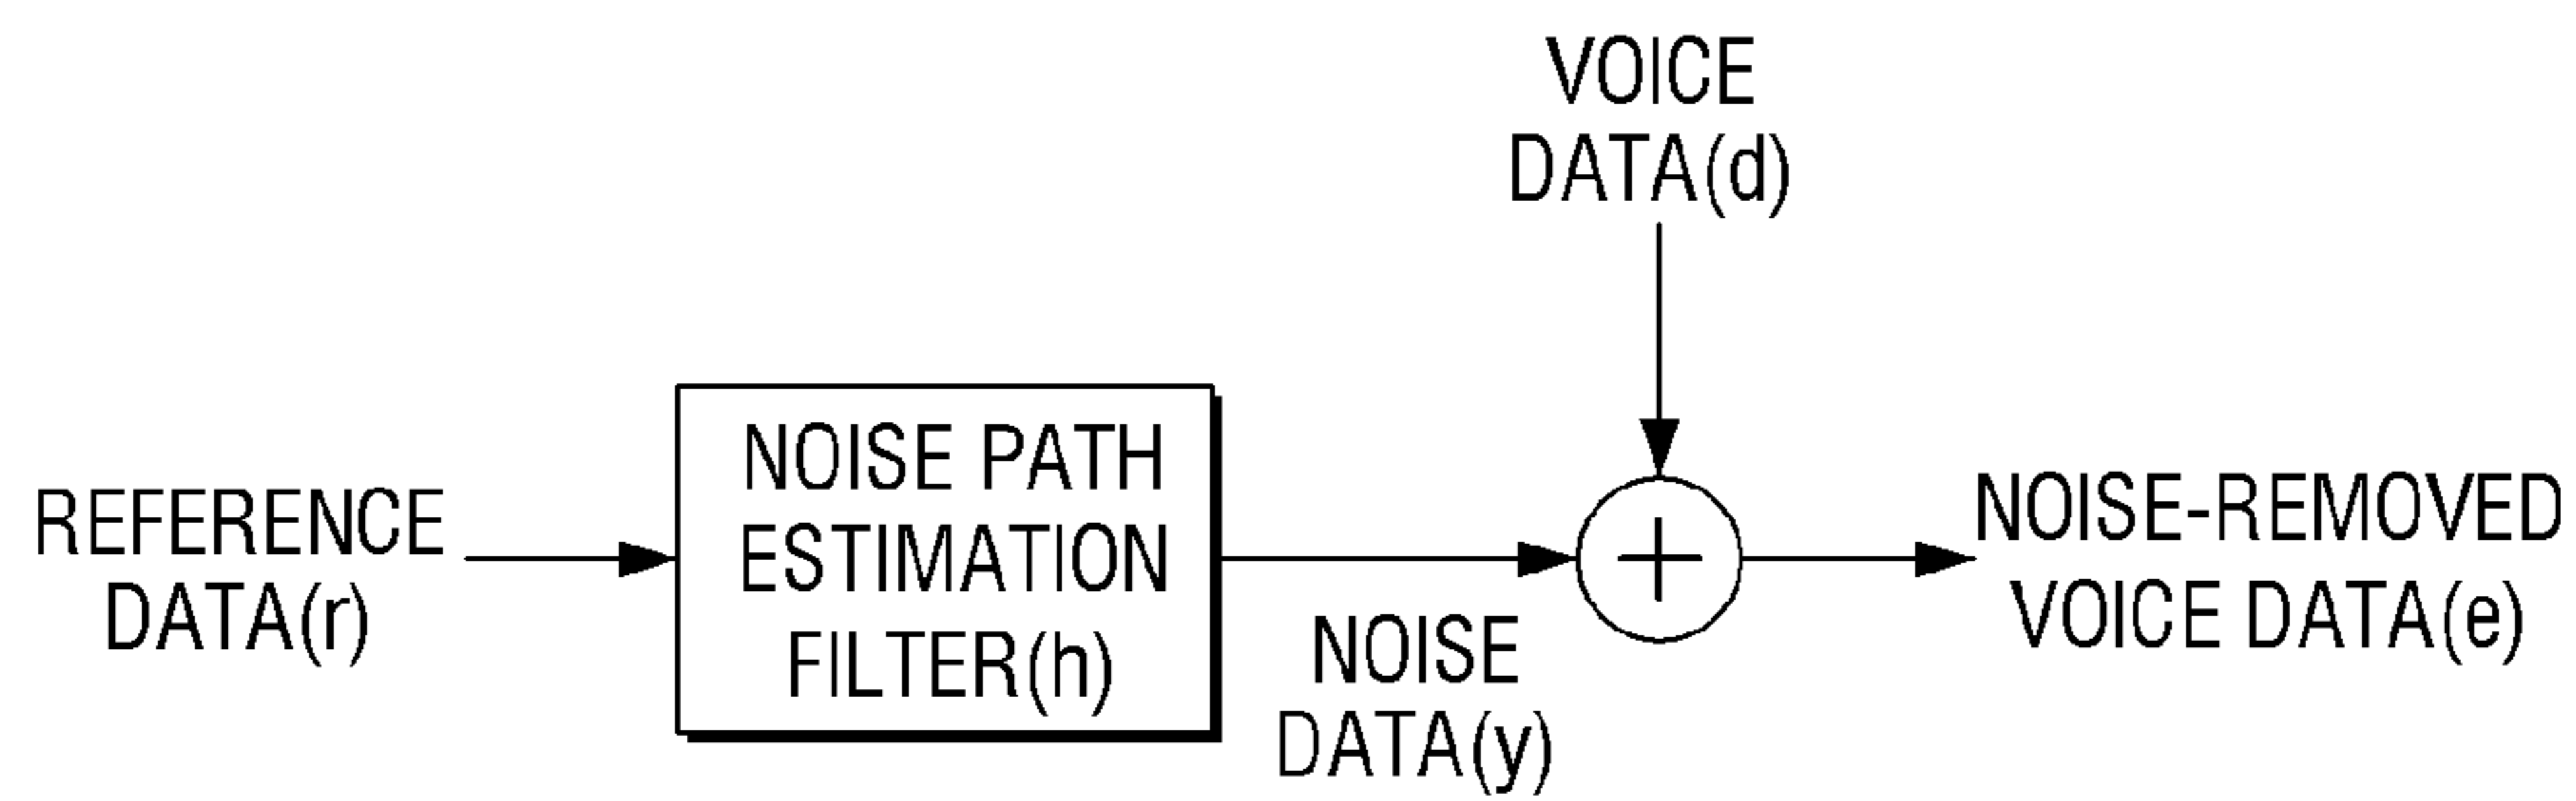 VOICE
DATA(d)
REFERENCE
DATA(r)
NOISE PATH
ESTIMATION
FILTER(h)
NOISE
DATA(y)
+
NOISE-REMOVED
VOICE DATA(e)